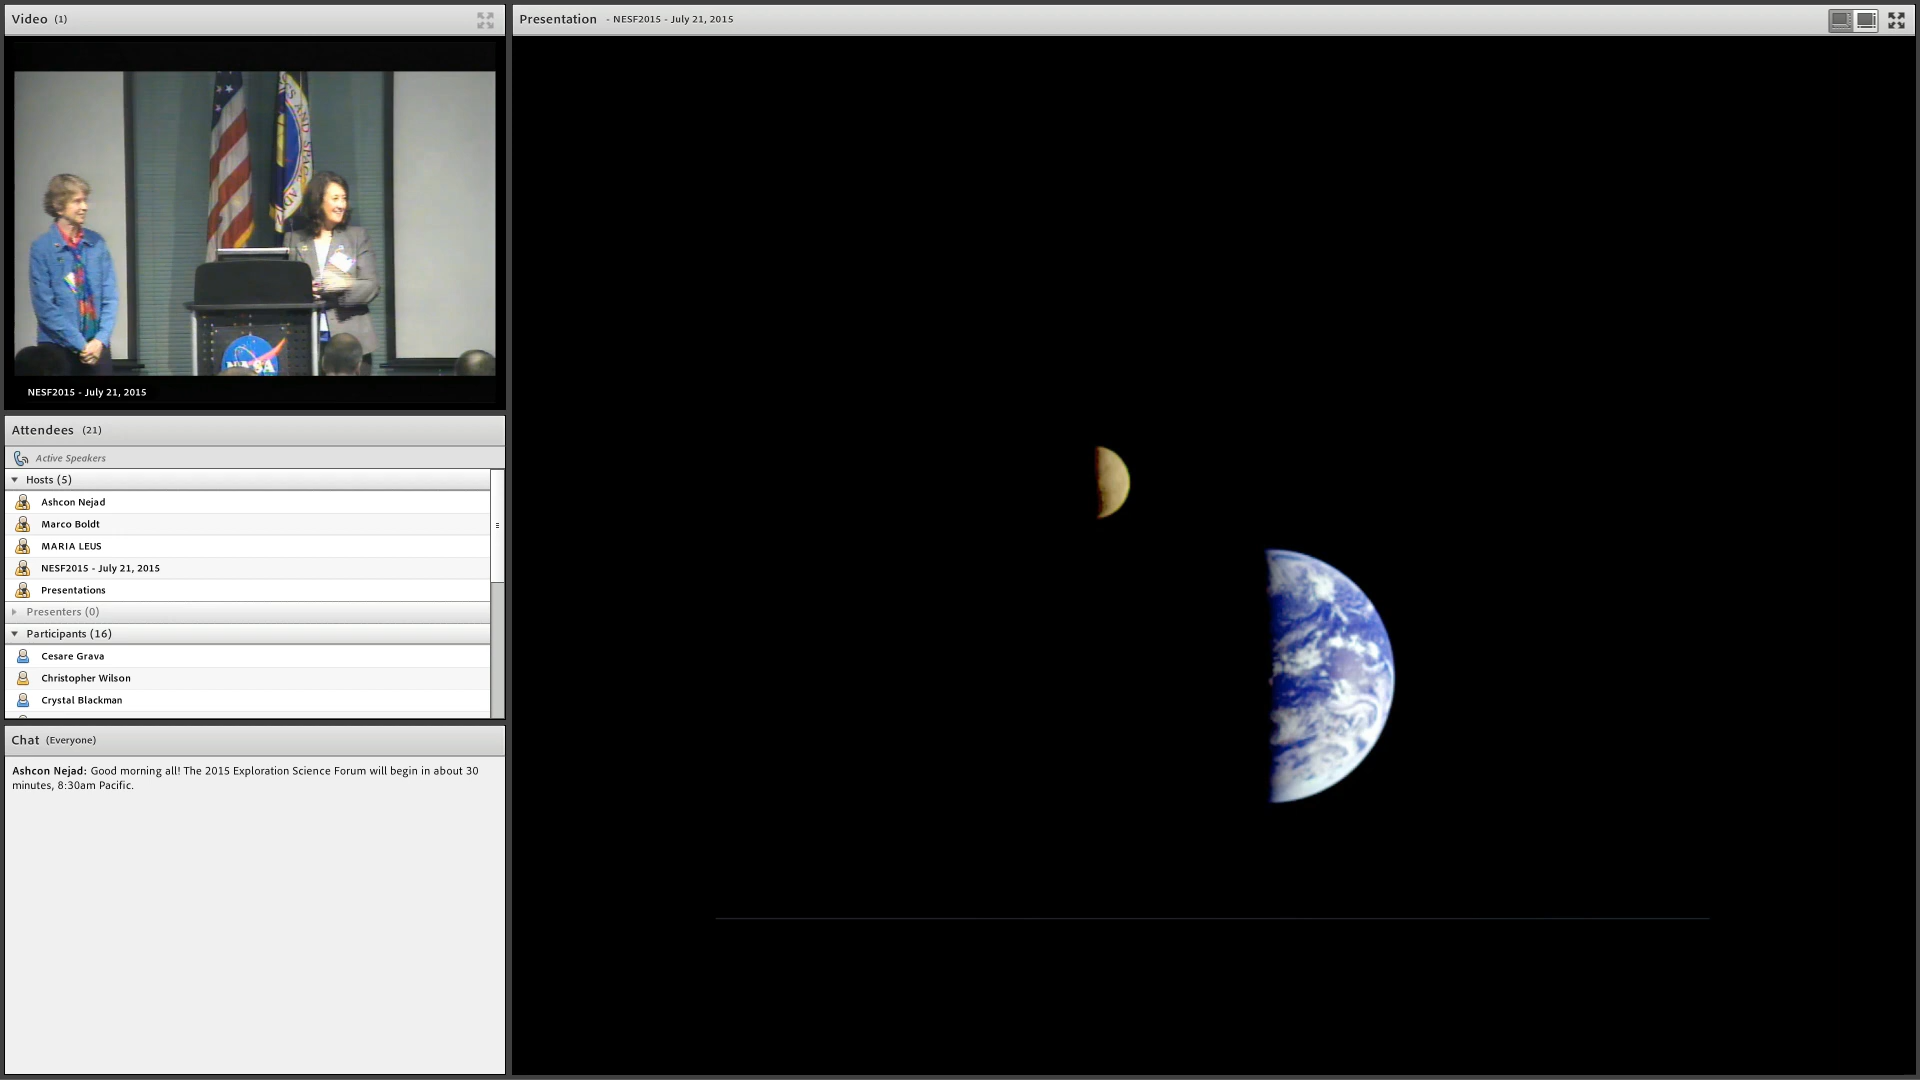 Video (1)
NESF2015 - July 21, 2015
Attendees (21)
Active Speakers
Hosts (5)
Ashcon Nejad
Marco Boldt
MARIA LEUS
NESF2015 - July 21, 2015
Presentations
Presenters (0)
Participants (16)
Cesare Grava
Christopher Wilson
Crystal Blackman
Chat (Everyone)
Ashcon Nejad: Good morning all! The 2015 Exploration Science Forum will begin in about 30
minutes, 8:30am Pacific.
Presentation - NESF2015 - July 21, 2015
AND SPACE
NASA